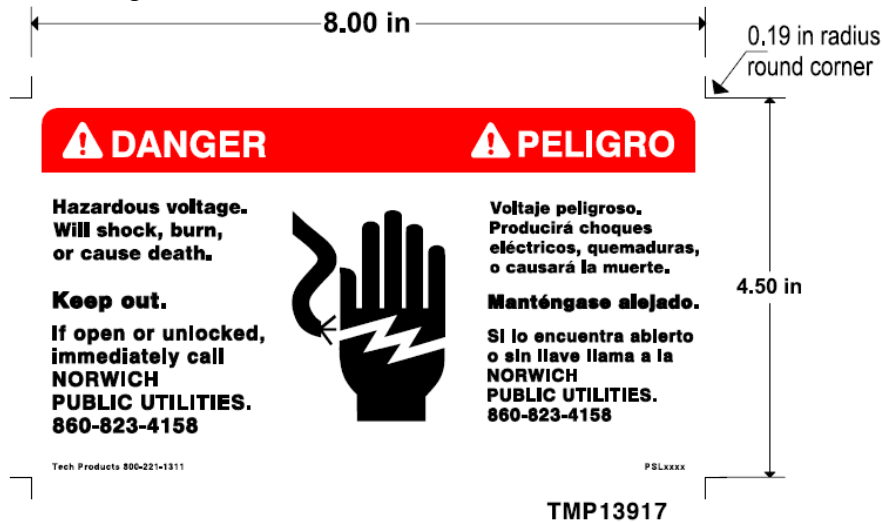 8.00 in
0.19 in radius
round corner
DANGER
PELIGRO
Hazardous voltage.
Will shock, burn,
or cause death.
Keep out.
If open or unlocked,
immediately call
NORWICH
PUBLIC UTILITIES.
860-823-4158
Voltaje peligroso.
Producirá choques
eléctricos, quemaduras,
o causará la muerte.
Manténgase alejado.
Si lo encuentra abierto
o sin llave llama a la
NORWICH
PUBLIC UTILITIES.
860-823-4158
4.50 in
Tech Products 800-221-1311
PSLxxxx
TMP13917